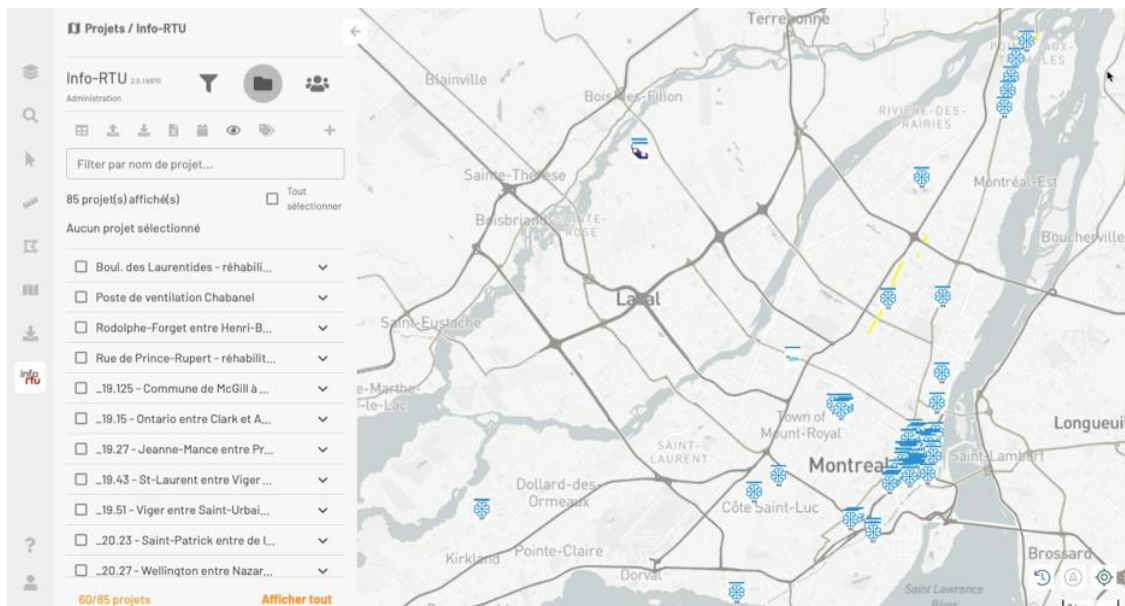 Projets / Info-RTU
Info-RTU
Administration
Filter par nom de projet...
85 projet(s) affiché(s)
Tout
sélectionner
Aucun projet sélectionné
Boul. des Laurentides - réhabili...
Poste de ventilation Chabanel
Rodolphe-Forget entre Henri-B...
Rue de Prince-Rupert - réhabilit...
_19.125 - Commune de McGill à ...
_19.15 - Ontario entre Clark et A...
_19.27 - Jeanne-Mance entre Pr...
_19.43 - St-Laurent entre Viger ...
_19.51 - Viger entre Saint-Urbai...
_20.23 - Saint-Patrick entre de l...
_20.27 - Wellington entre Nazar...
60/85 projets
Afficher tout
info
rtu
?
Terrebonne
Blainville
Bois-des-Filion
RIVIÈRE-DES-
PRAIRIES
Sainte-Thérèse
Montréal-Est
Boisbriand
ROSE
Boucherville
Laval
Saint-Eustache
e-Marthe-
-le-Lac
Town of
Mount-Royal
Longueuil
SAINT-
LAURENT
Montreal
Saint-Lambert
Dollard-des-
Ormeaux
Côte Saint-Luc
Kirkland
Pointe-Claire
Dorval
Brossard
Saint Lawrence